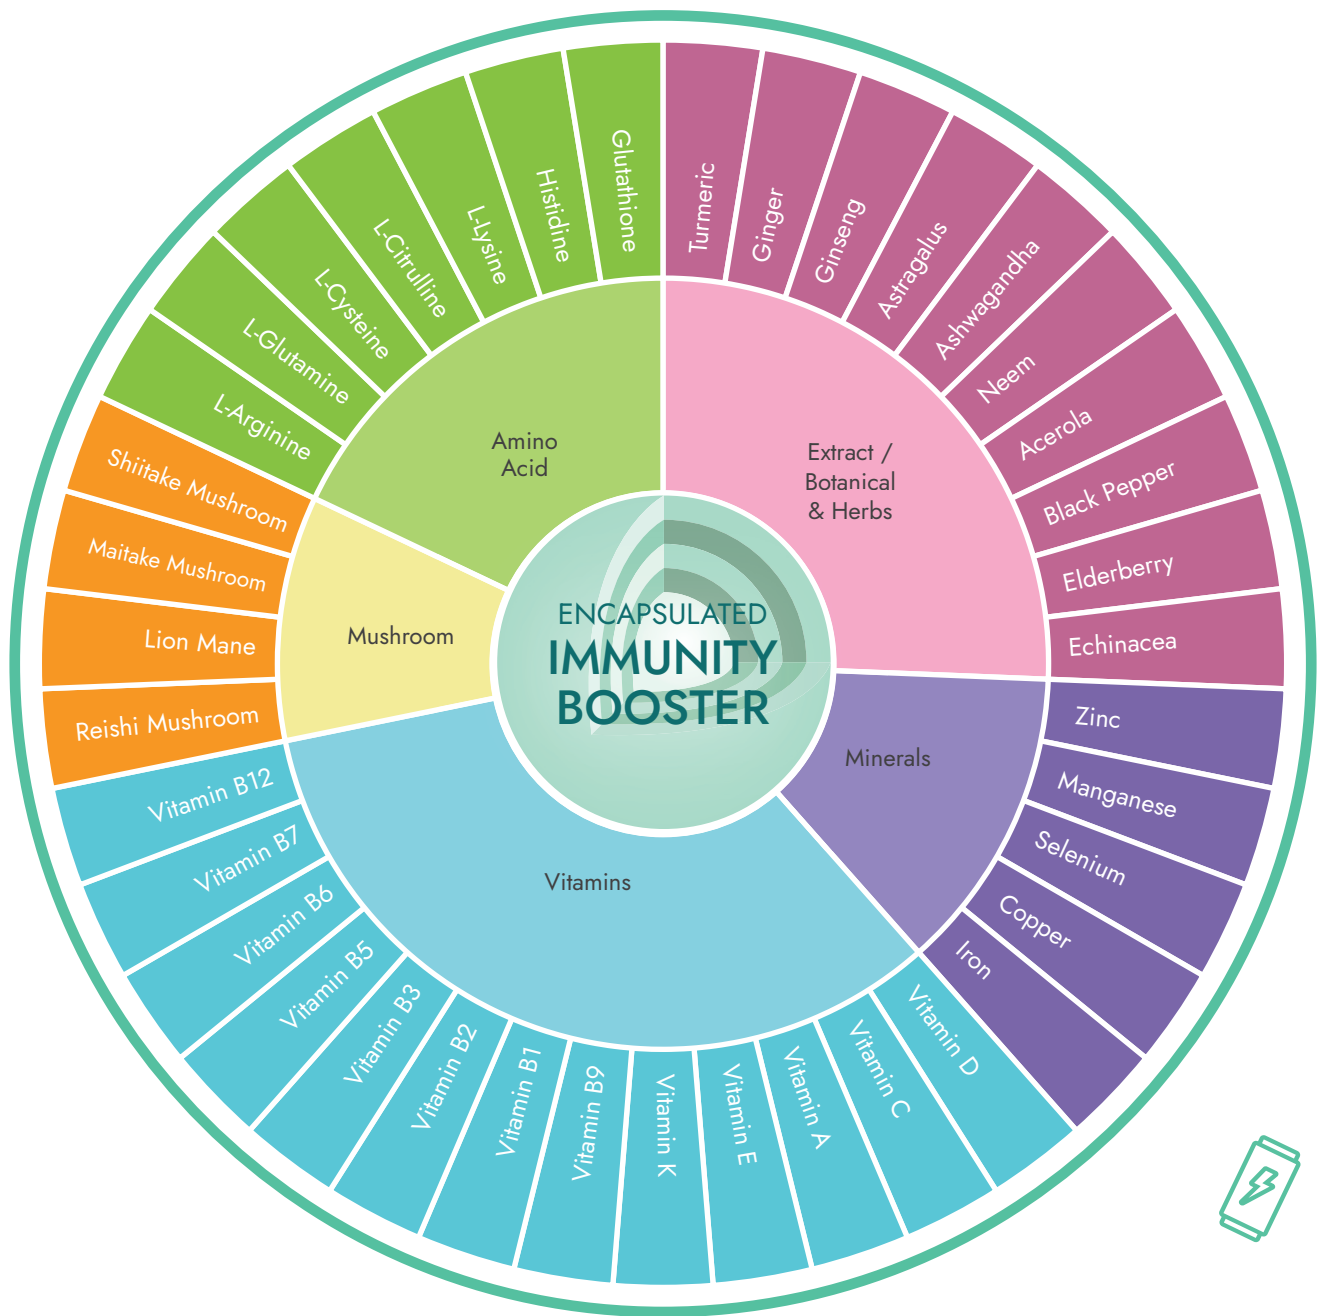 ENCAPSULATED
IMMUNITY
BOOSTER
Extract /
Botanical
& Herbs
Turmeric
Ginger
Ginseng
Astragalus
Ashwagandha
Neem
Acerola
Black Pepper
Elderberry
Echinacea
Minerals
Zinc
Manganese
Selenium
Copper
Iron
Vitamins
Vitamin D
Vitamin C
Vitamin A
Vitamin E
Vitamin K
Vitamin B9
Vitamin B1
Vitamin B2
Vitamin B3
Vitamin B5
Vitamin B6
Vitamin B7
Vitamin B12
Mushroom
Reishi Mushroom
Lion Mane
Maitake Mushroom
Shiitake Mushroom
Amino
Acid
L-Arginine
L-Glutamine
L-Cysteine
L-Citrulline
L-Lysine
Histidine
Glutathione